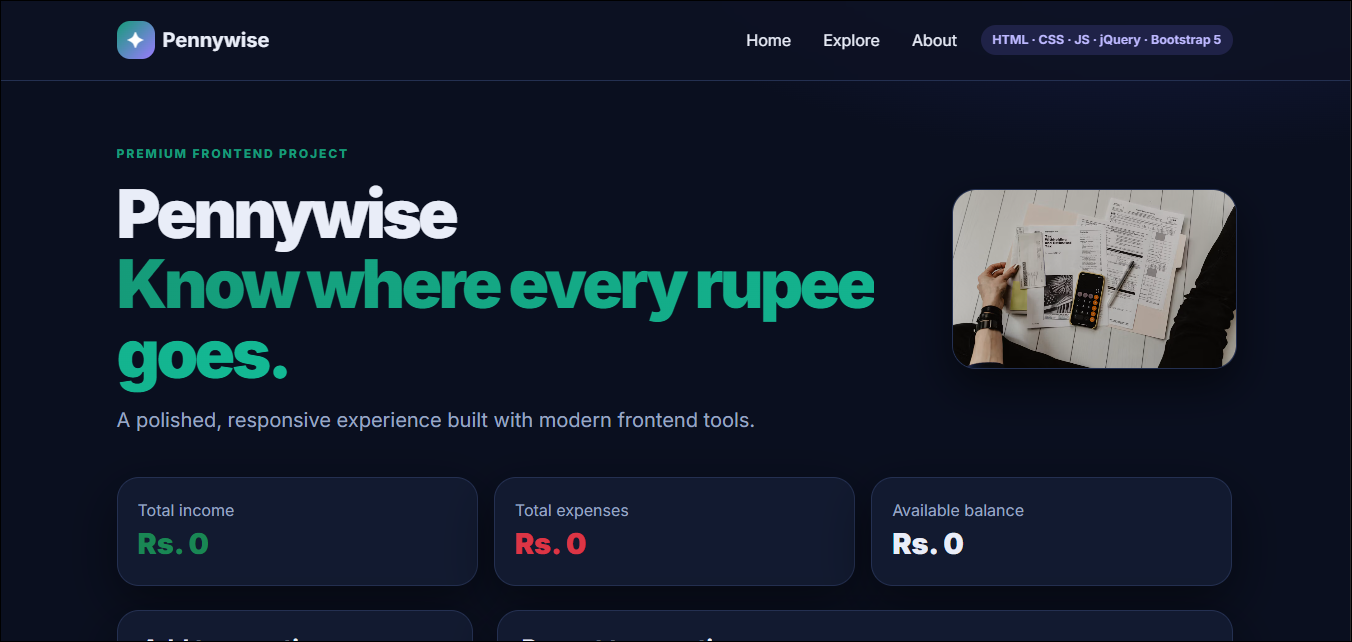 Pennywise
Home Explore About HTML · CSS · JS · jQuery · Bootstrap 5
PREMIUM FRONTEND PROJECT
Pennywise
Know where every rupee
goes.
A polished, responsive experience built with modern frontend tools.
Total income
Rs. 0
Total expenses
Rs. 0
Available balance
Rs. 0